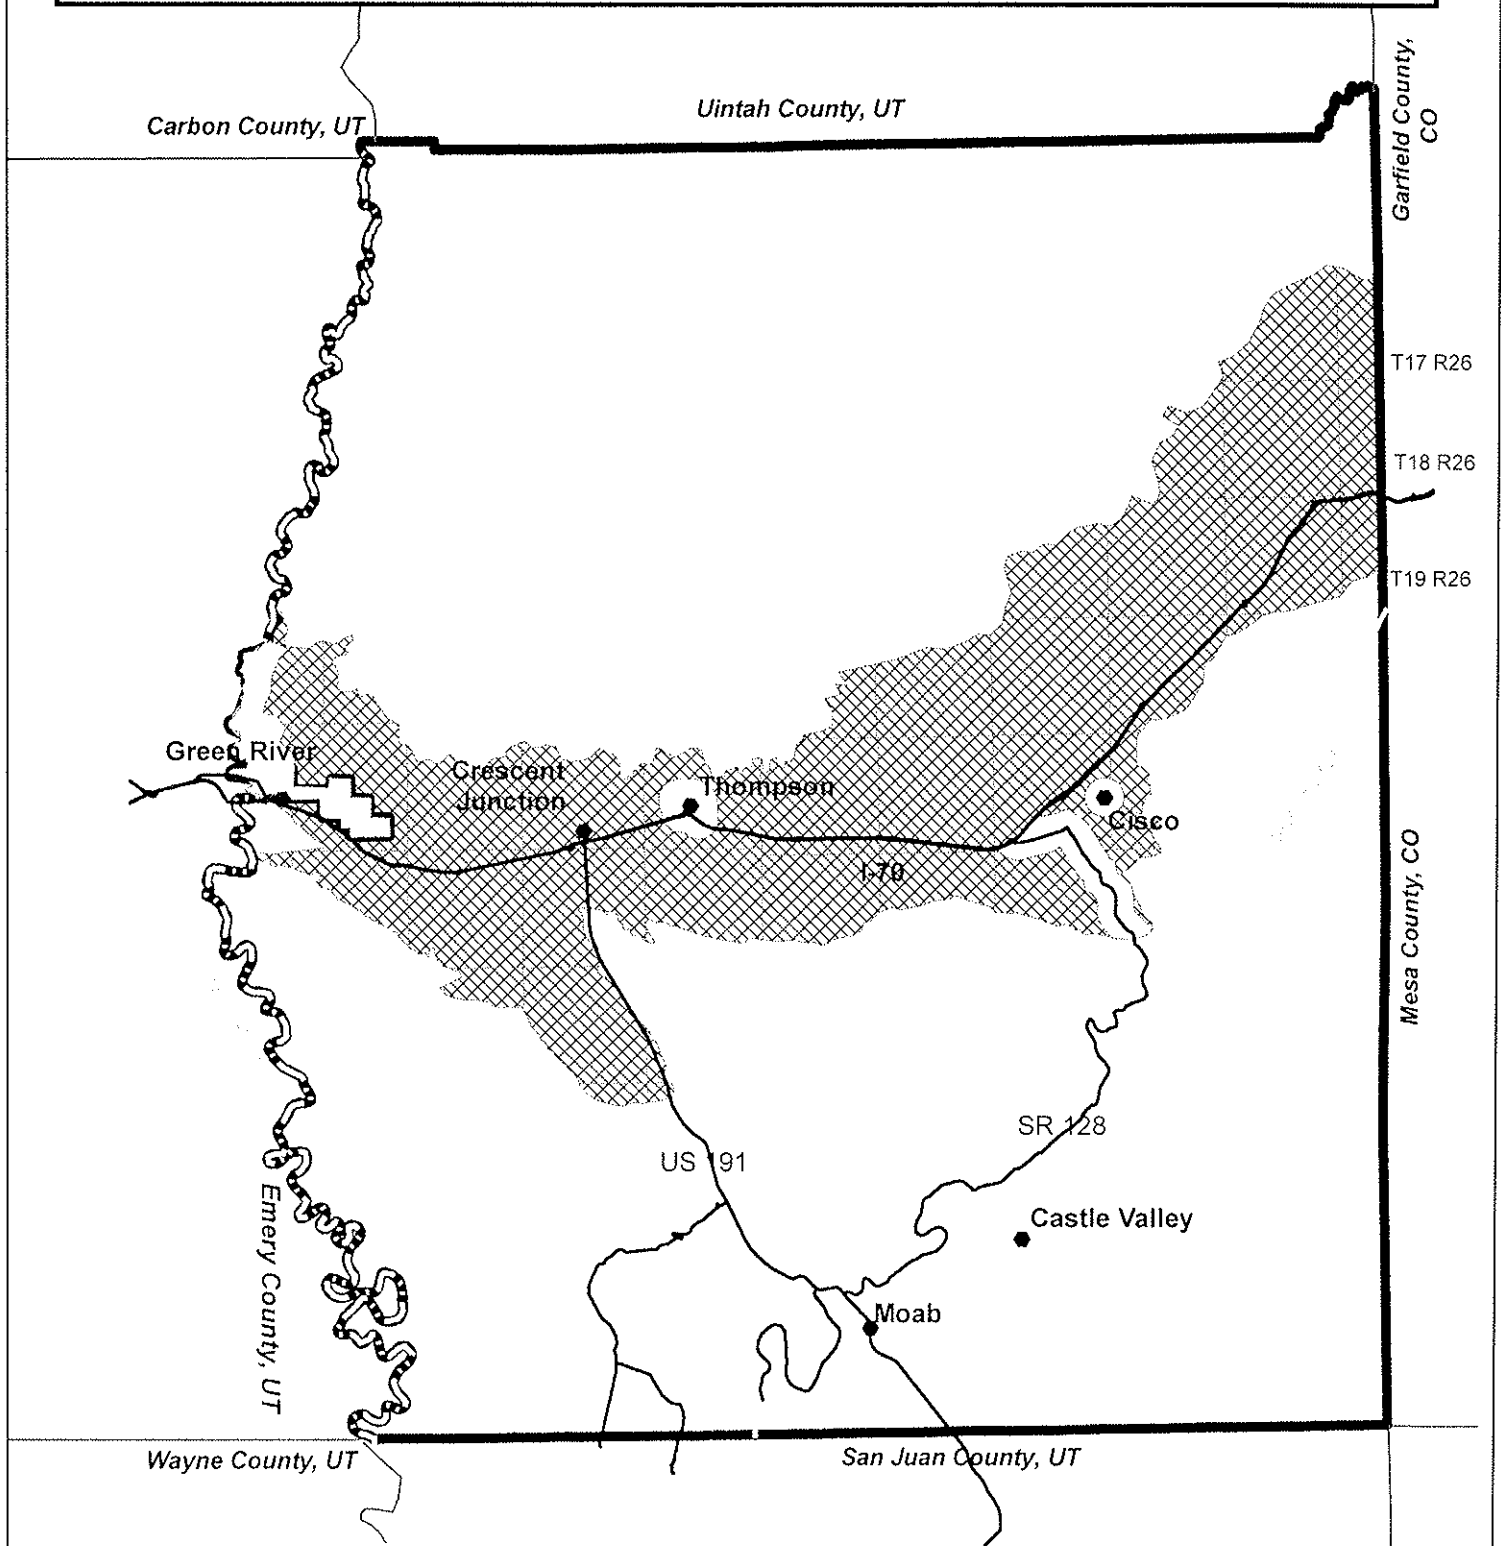 Uintah County, UT
Carbon County, UT
Garfield County,
CO
T17 R26
T18 R26
T19 R26
Green River
Crescent
Junction
Thompson
Cisco
I-70
Mesa County, CO
SR 128
US 191
Emery County, UT
Castle Valley
Moab
Wayne County, UT
San Juan County, UT